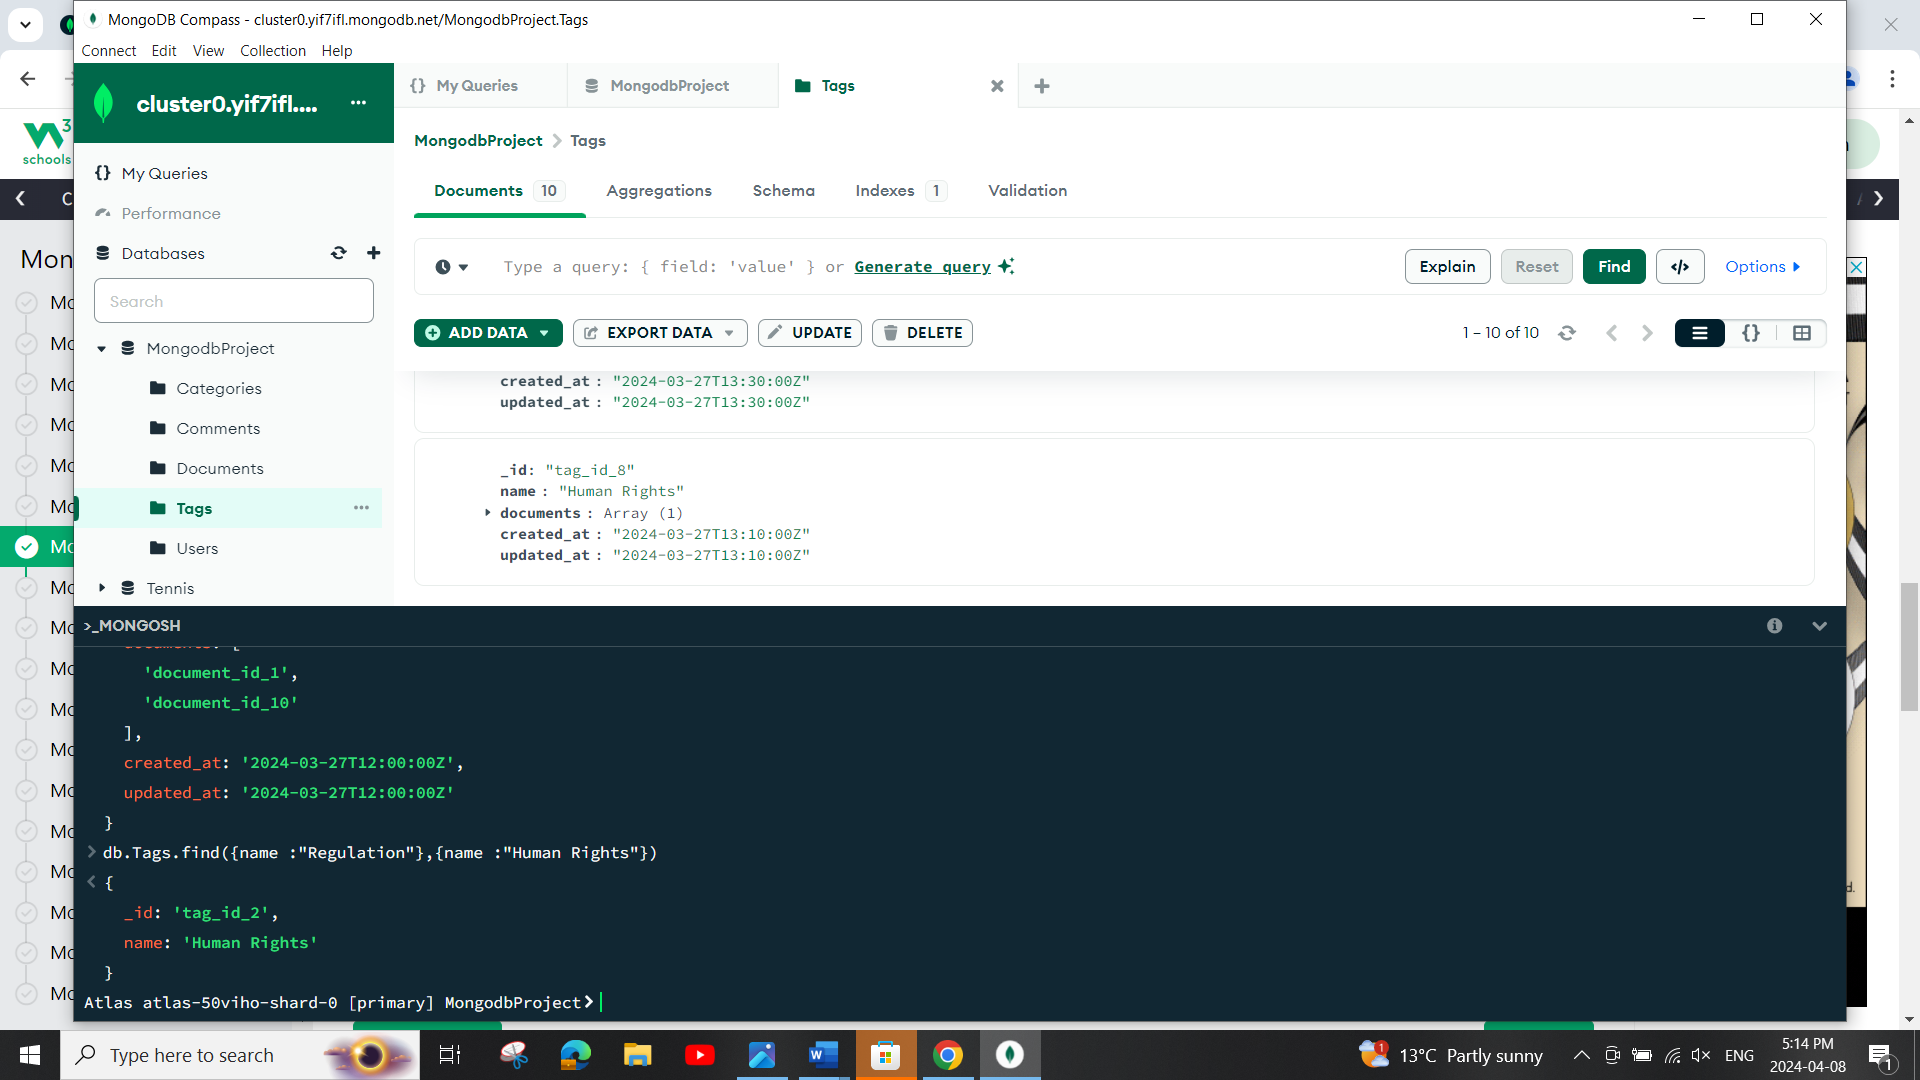 MongoDB Compass - cluster0.yif7ifl.mongodb.net/MongodbProject.Tags
Connect Edit View Collection Help
cluster0.yif7ifl.... ...
{} My Queries
MongodbProject
Tags
3
schools
C
MongodbProject > Tags
My Queries
Documents 10 Aggregations Schema Indexes 1 Validation
Performance
Mon
Databases
Type a query: { field: 'value' } or Generate query
Explain Reset Find </> Options
Search
ADD DATA EXPORT DATA UPDATE DELETE
1 – 10 of 10
MongodbProject
created_at : "2024-03-27T13:30:00Z"
updated_at : "2024-03-27T13:30:00Z"
Categories
Comments
Documents
Tags ...
Users
Tennis
_id: "tag_id_8"
name : "Human Rights"
documents : Array (1)
created_at : "2024-03-27T13:10:00Z"
updated_at : "2024-03-27T13:10:00Z"
>_MONGOSH
'document_id_1',
'document_id_10'
],
created_at: '2024-03-27T12:00:00Z',
updated_at: '2024-03-27T12:00:00Z'
}
> db.Tags.find({name :"Regulation"},{name :"Human Rights"})
< {
_id: 'tag_id_2',
name: 'Human Rights'
}
Atlas atlas-50viho-shard-0 [primary] MongodbProject>
d.
Type here to search
13°C Partly sunny
ENG
5:14 PM
2024-04-08
1